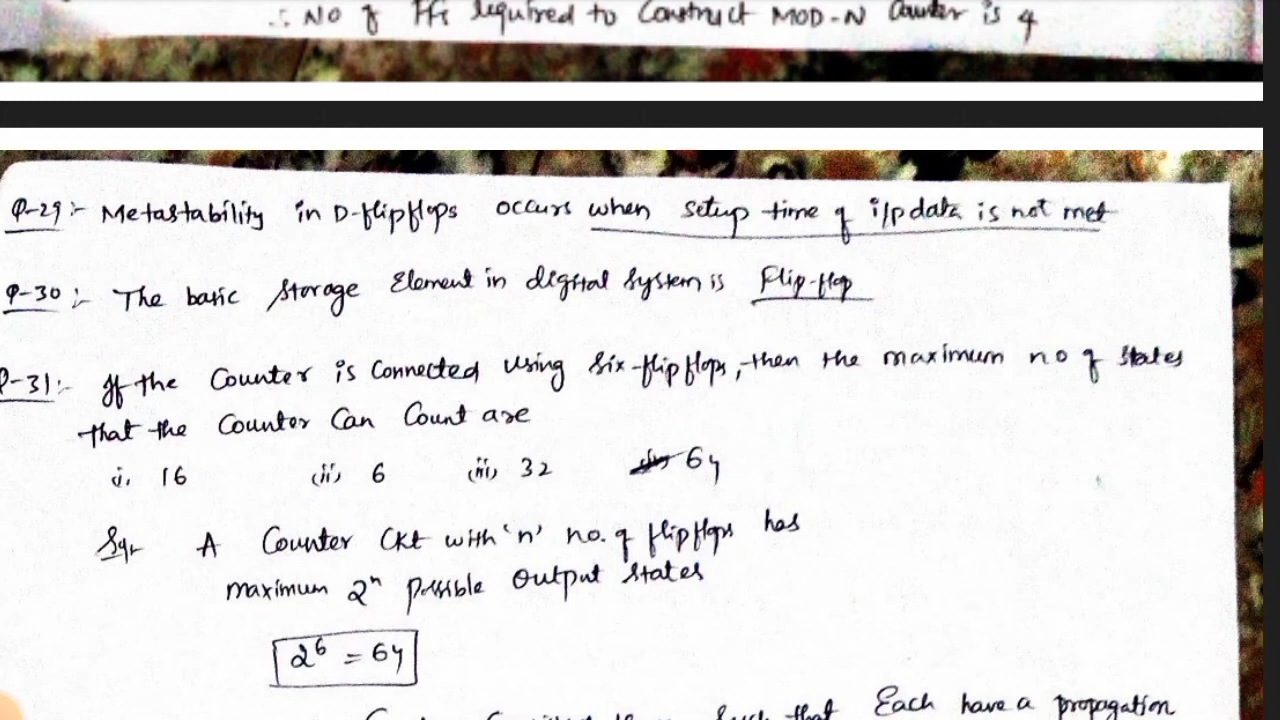 ∴ No of FFs required to Construct MOD-N Counter is 4
P-29:- Metastability in D-flipflops occurs when setup time of i/p data is not met
P-30:- The basic storage Element in digital system is Flip-flop
P-31:- If the Counter is Connected using six-flipflops, then the maximum no of states
that the Counter Can Count are
i. 16 (ii) 6 (iii) 32 (iv) 64
Sol:- A Counter Ckt with 'n' no. of flipflops has
maximum 2ⁿ possible output states
2⁶ = 64
such that Each have a propagation